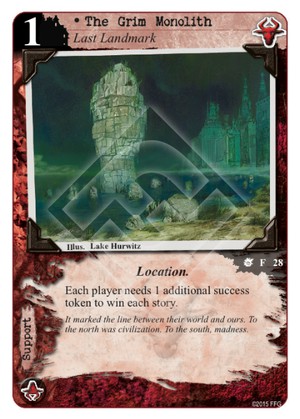 1
• The Grim Monolith
Last Landmark
Illus. Lake Hurwitz
F 28
Location.
Each player needs 1 additional success
token to win each story.
It marked the line between their world and ours. To
the north was civilization. To the south, madness.
Support
©2015 FFG